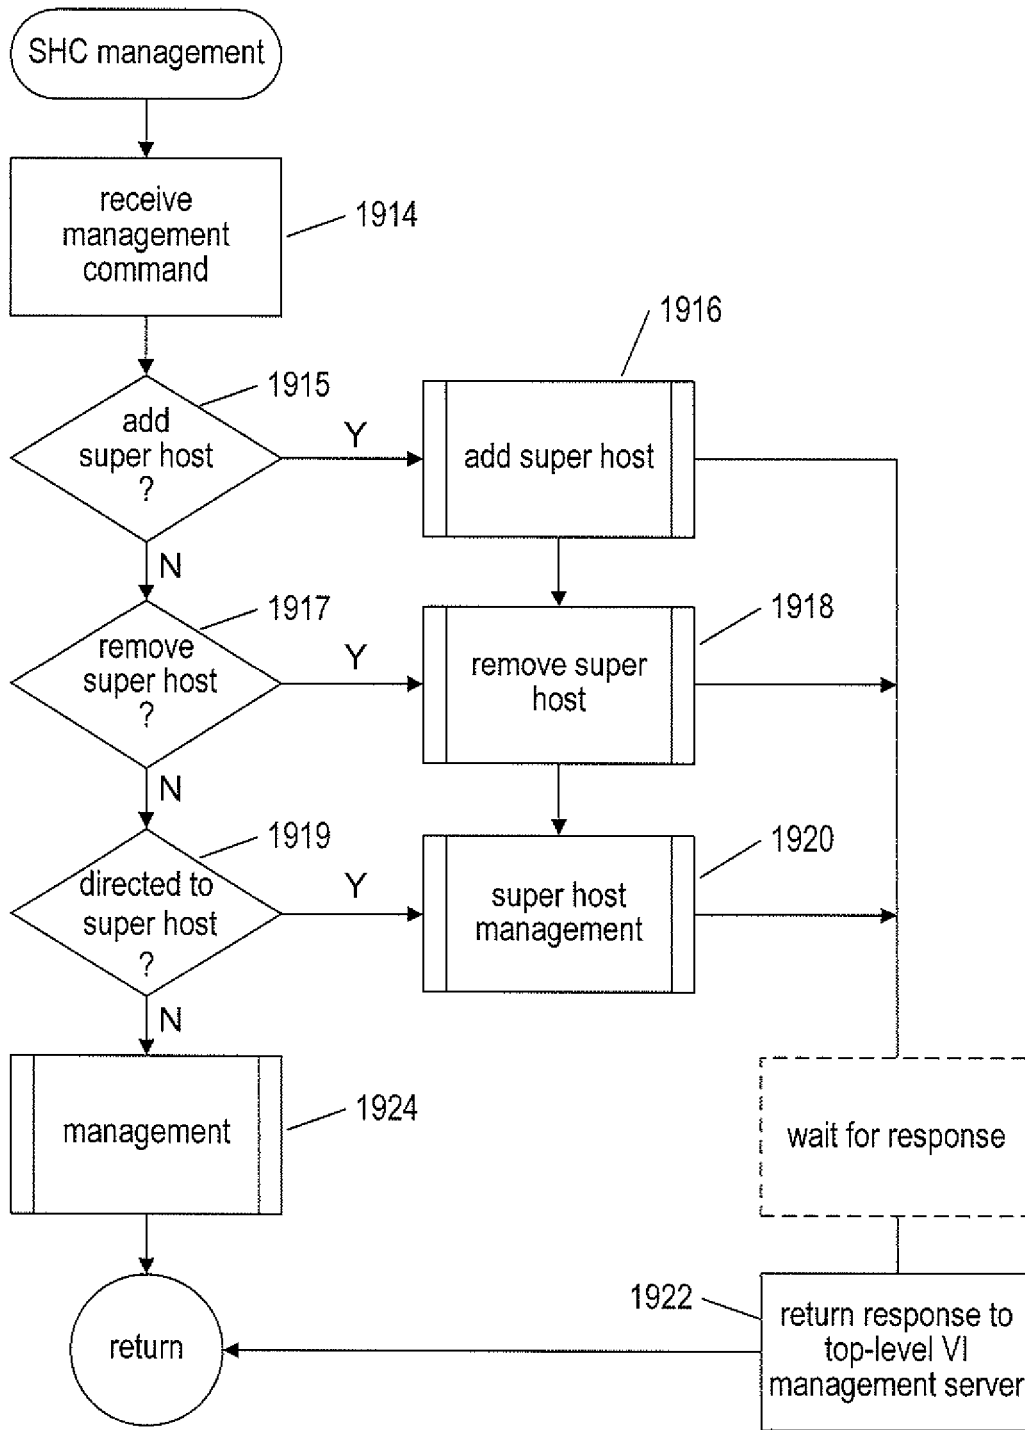 SHC management
receive
management
command
1914
1916
1915
add
super host
?
Y
add super host
N
1917
1918
remove
super host
?
Y
remove super
host
N
1919
1920
directed to
super host
?
Y
super host
management
N
1924
management
wait for response
1922
return
return response to
top-level VI
management server